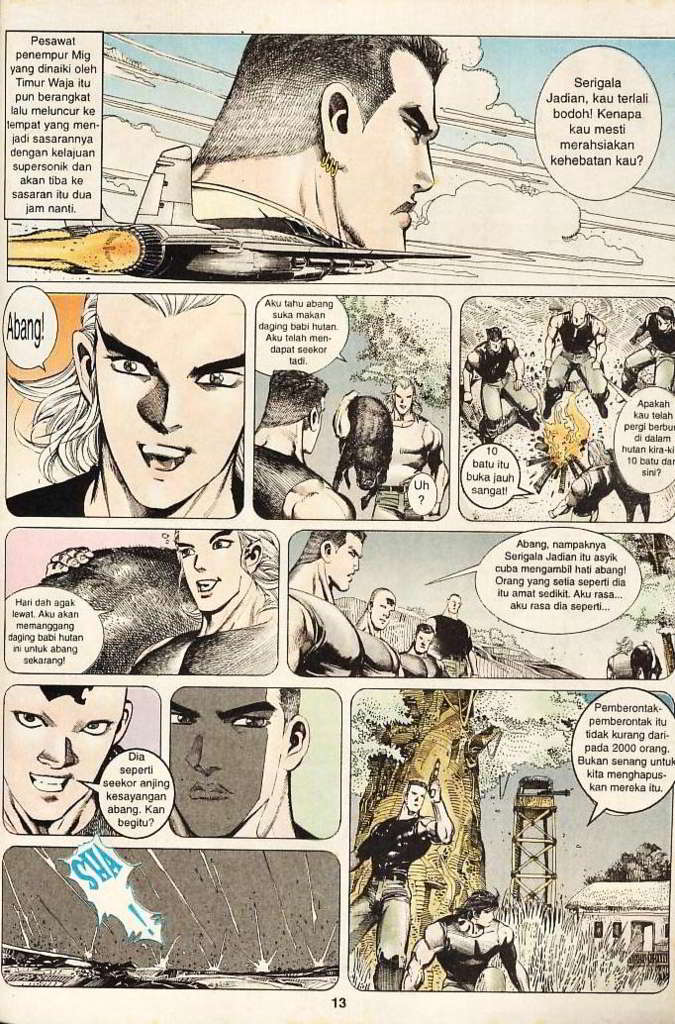 Pesawat
penempur Mig
yang dinaiki oleh
Timur Waja itu
pun berangkat
lalu meluncur ke
tempat yang men-
jadi sasarannya
dengan kelajuan
supersonik dan
akan tiba ke
sasaran itu dua
jam nanti.
Serigala
Jadian, kau terlali
bodoh! Kenapa
kau mesti
merahsiakan
kehebatan kau?
Abang!
Aku tahu abang
suka makan
daging babi hutan.
Aku telah men-
dapat seekor
tadi.
Uh
?
Apakah
kau telah
pergi berbur
di dalam
hutan kira-ki
10 batu dar
sini?
10
batu itu
buka jauh
sangat!
Hari dah agak
lewat. Aku akan
memanggang
daging babi hutan
ini untuk abang
sekarang!
Abang, nampaknya
Serigala Jadian itu asyik
cuba mengambil hati abang!
Orang yang setia seperti dia
itu amat sedikit. Aku rasa...
aku rasa dia seperti...
Dia
seperti
seekor anjing
kesayangan
abang. Kan
begitu?
Pemberontak-
pemberontak itu
tidak kurang dari-
pada 2000 orang.
Bukan senang untuk
kita menghapus-
kan mereka itu.
SHA
!
13